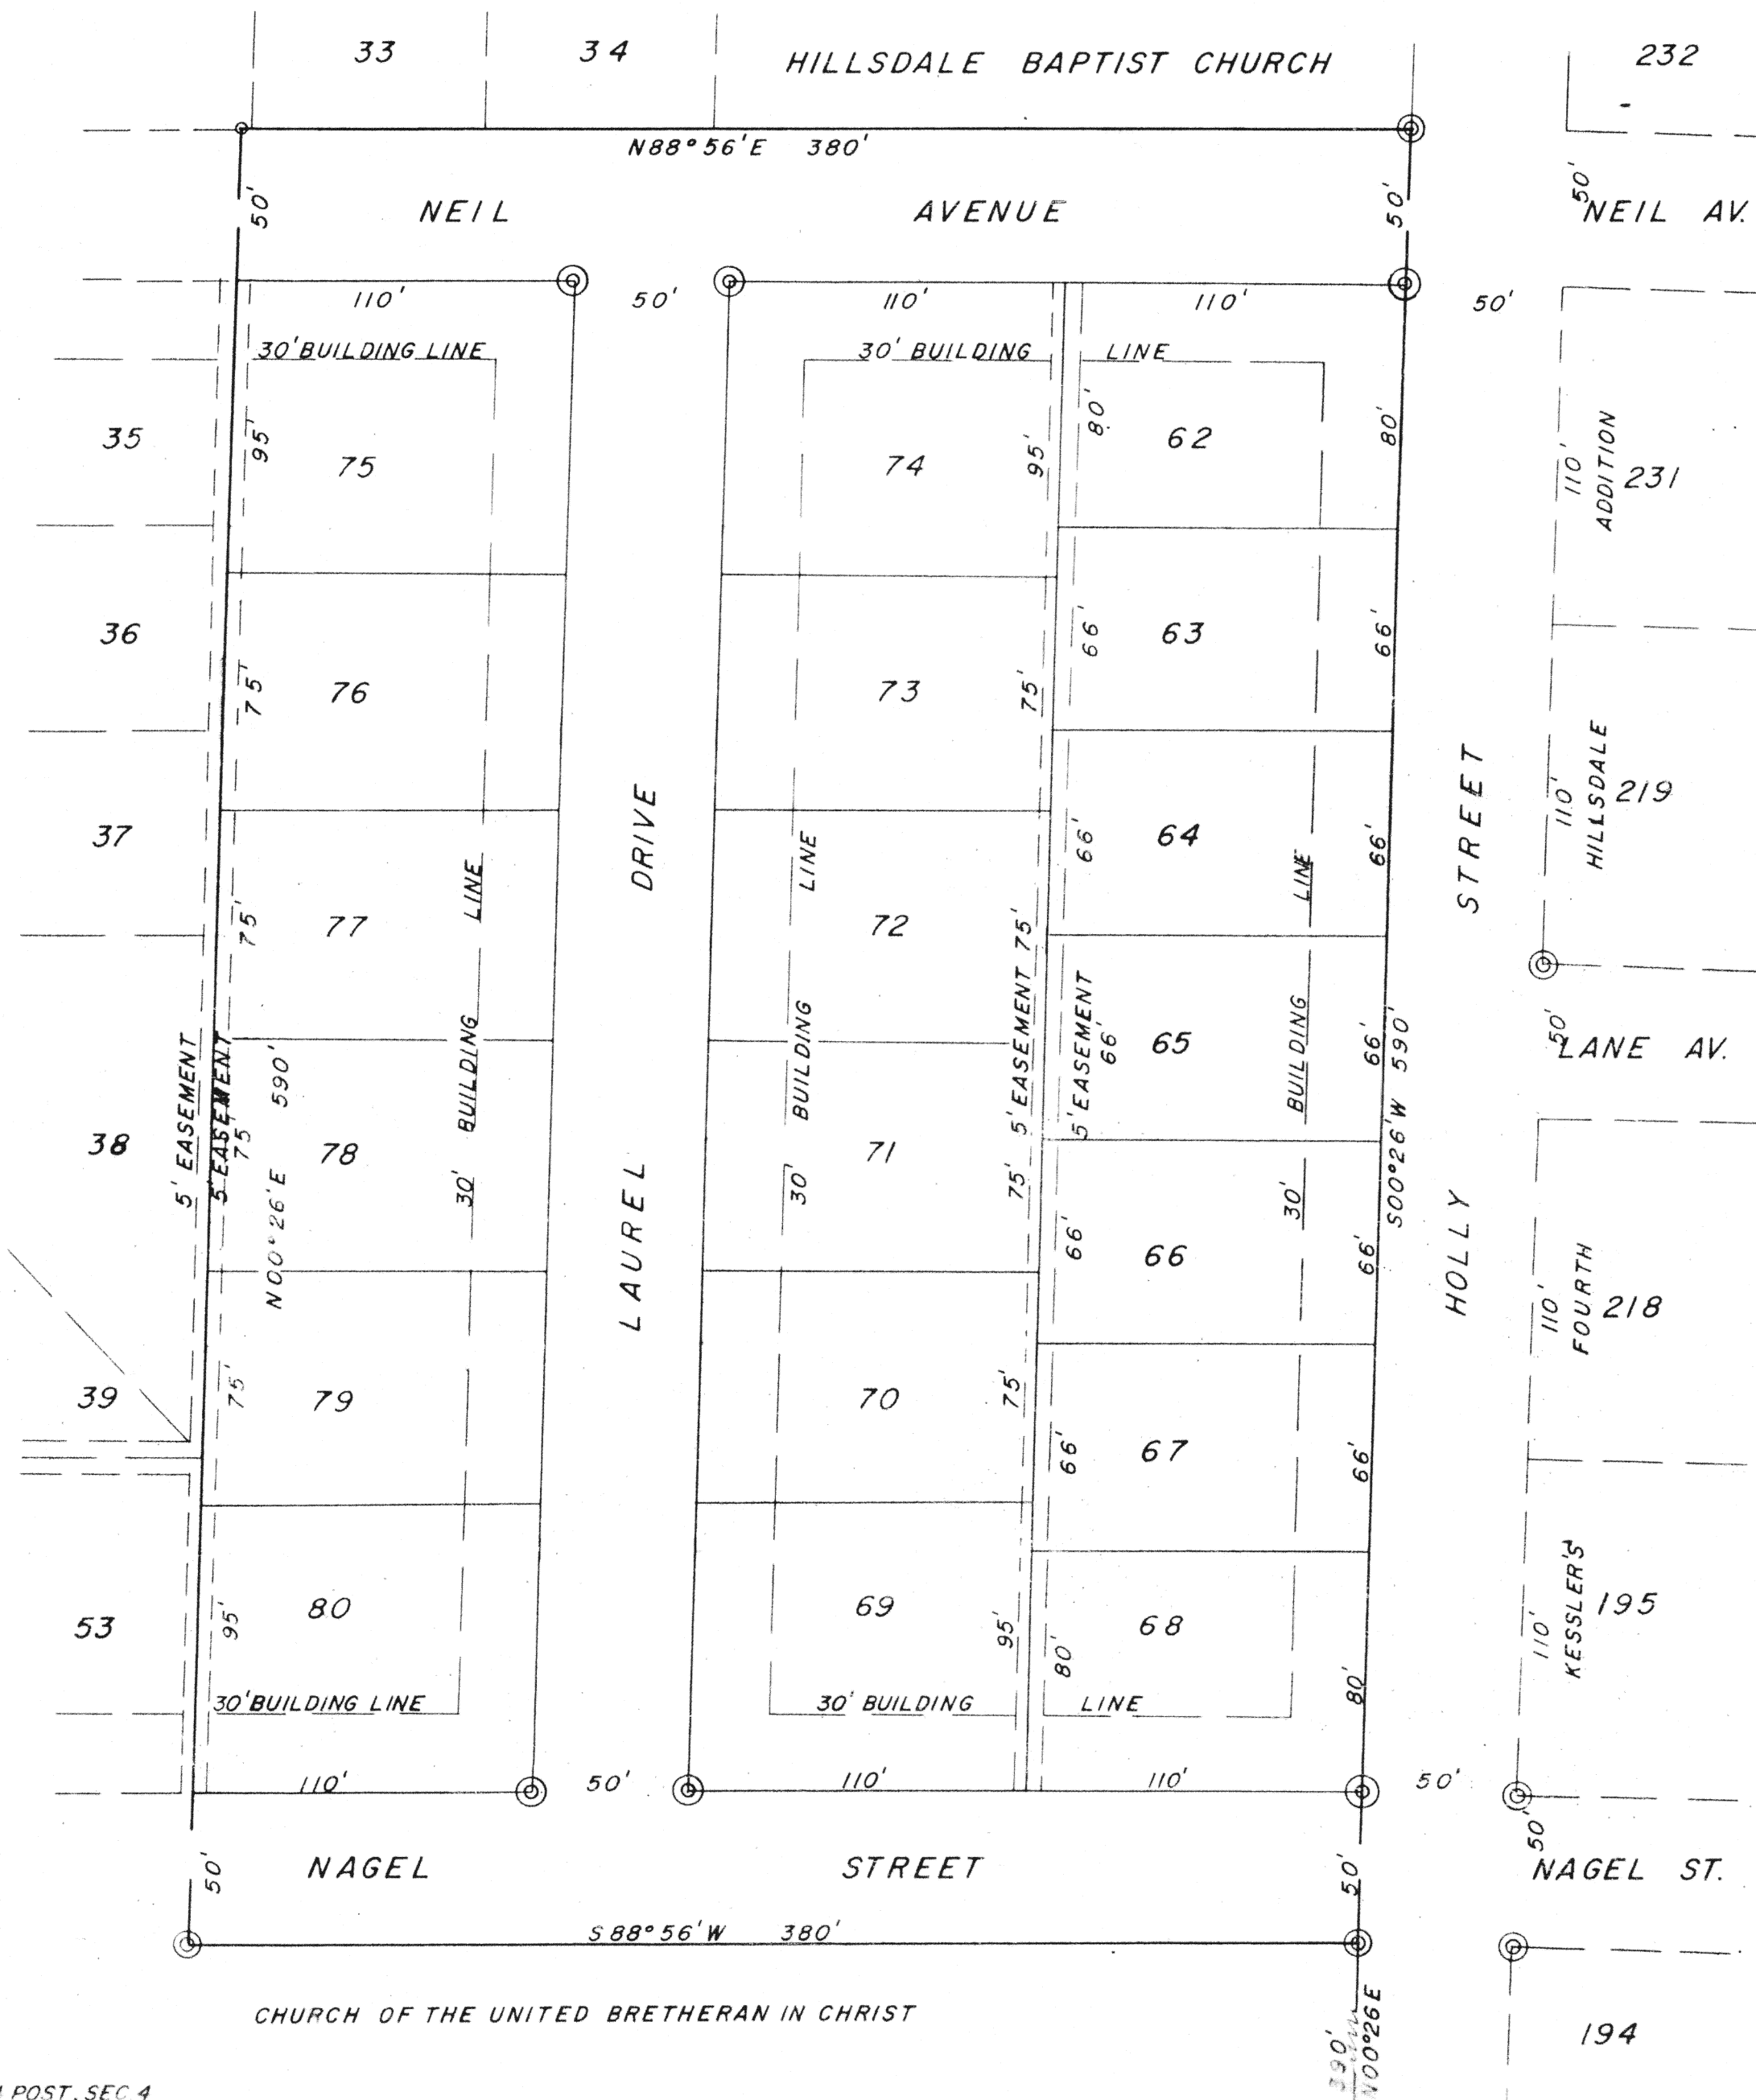 33
34
HILLSDALE BAPTIST CHURCH
232
N88°56'E 380'
50'
50'
50'
NEIL AVENUE
NEIL AV.
110'
50'
110'
110'
50'
30' BUILDING LINE
30' BUILDING LINE
35
95'
75
74
95'
80'
62
80'
110'
ADDITION
231
36
75'
76
73
75'
66'
63
66'
37
75'
77
LINE
DRIVE
LINE
72
75'
66'
64
LINE
66'
STREET
110'
HILLSDALE
219
5' EASEMENT
5' EASEMENT
590'
BUILDING
BUILDING
5' EASEMENT
5' EASEMENT
66'
65
BUILDING
66'
S00°26'W 590'
50'
LANE AV.
38
75'
N00°26'E
78
30'
LAUREL
30'
71
75'
66'
66
30'
66'
HOLLY
110'
FOURTH
218
39
75'
79
70
75'
66'
67
66'
53
95'
80
69
95'
80'
68
80'
110'
KESSLER'S
195
30' BUILDING LINE
30' BUILDING LINE
110'
50'
110'
110'
50'
50'
50'
50'
NAGEL STREET
NAGEL ST.
S88°56'W 380'
CHURCH OF THE UNITED BRETHERAN IN CHRIST
390'
N00°26E
194
POST, SEC. 4